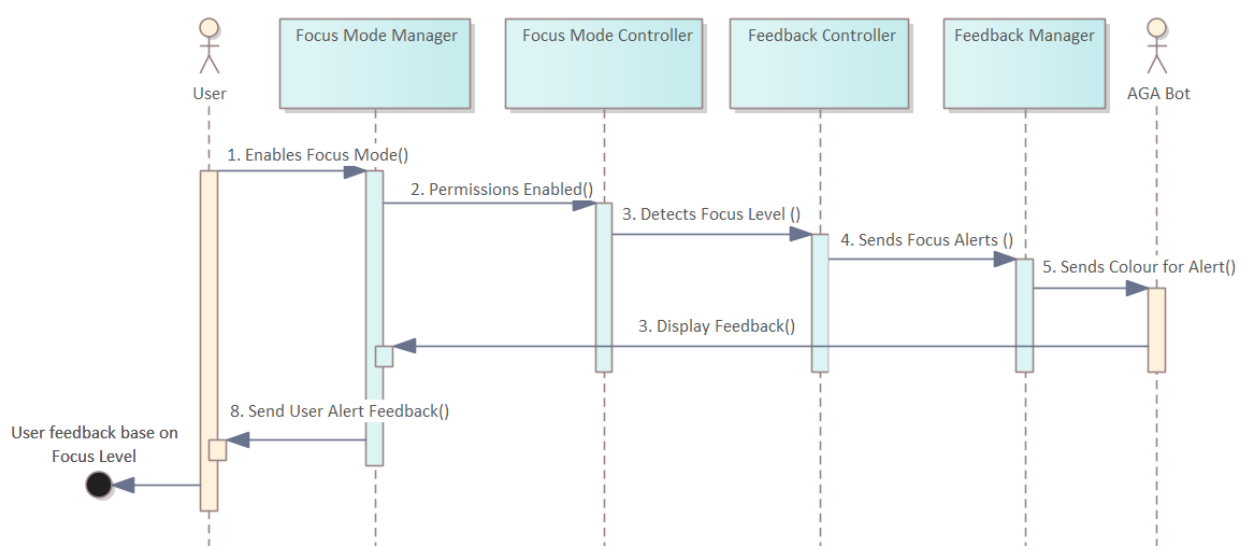 Focus Mode Manager
Focus Mode Controller
Feedback Controller
Feedback Manager
User
AGA Bot
1. Enables Focus Mode()
2. Permissions Enabled()
3. Detects Focus Level ()
4. Sends Focus Alerts ()
5. Sends Colour for Alert()
3. Display Feedback()
8. Send User Alert Feedback()
User feedback base on
Focus Level